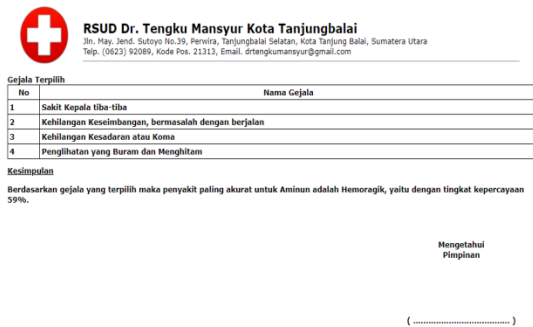 RSUD Dr. Tengku Mansyur Kota Tanjungbalai
Jln. May. Jend. Sutoyo No.39, Perwira, Tanjungbalai Selatan, Kota Tanjung Balai, Sumatera Utara
Telp. (0623) 92089, Kode Pos. 21313, Email. drtengkumansyur@gmail.com
Gejala Terpilih
No Nama Gejala
1 Sakit Kepala tiba-tiba
2 Kehilangan Keseimbangan, bermasalah dengan berjalan
3 Kehilangan Kesadaran atau Koma
4 Penglihatan yang Buram dan Menghitam
Kesimpulan
Berdasarkan gejala yang terpilih maka penyakit paling akurat untuk Aminun adalah Hemoragik, yaitu dengan tingkat kepercayaan
59%.
Mengetahui
Pimpinan
( ..................................... )